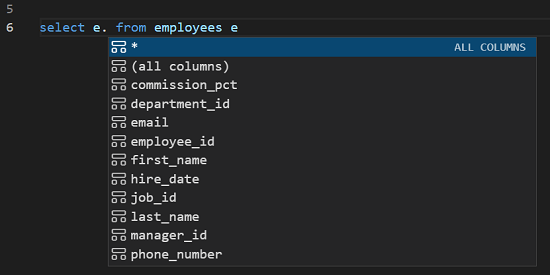 5
6 select e. from employees e
* ALL COLUMNS
(all columns)
commission_pct
department_id
email
employee_id
first_name
hire_date
job_id
last_name
manager_id
phone_number